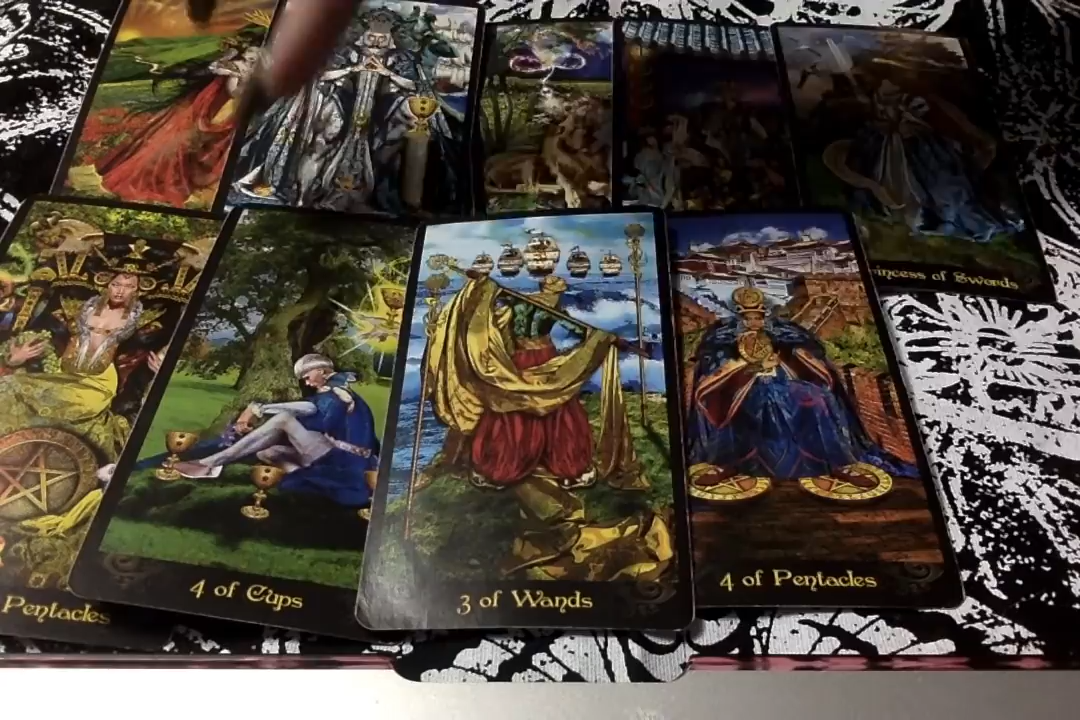 Princess of Swords
Pentacles
4 of Cups
3 of Wands
4 of Pentacles